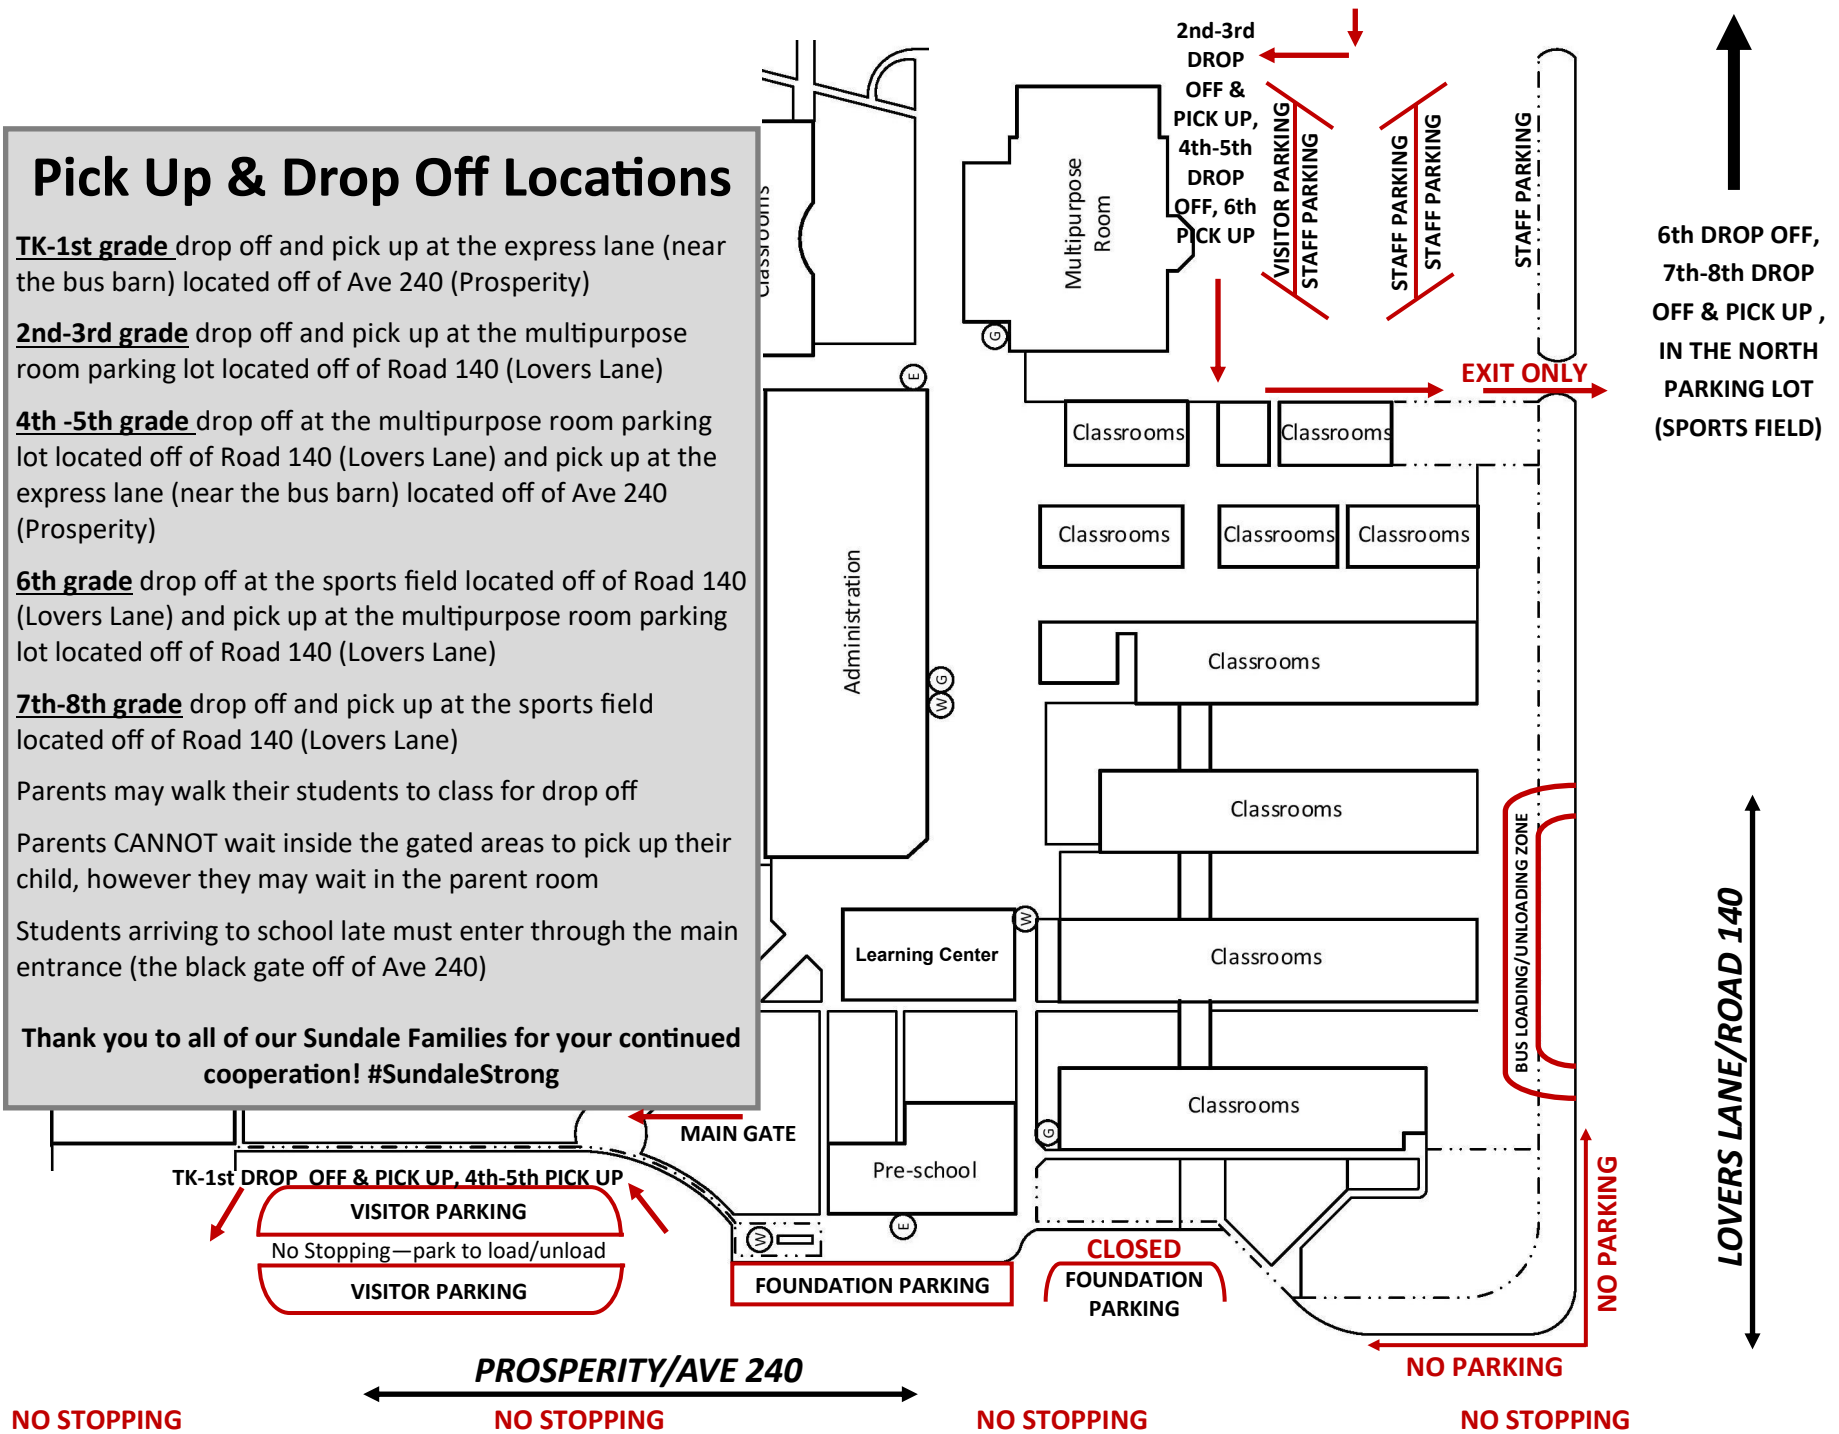 Pick Up & Drop Off Locations
TK-1st grade drop off and pick up at the express lane (near
the bus barn) located off of Ave 240 (Prosperity)
2nd-3rd grade drop off and pick up at the multipurpose
room parking lot located off of Road 140 (Lovers Lane)
4th -5th grade drop off at the multipurpose room parking
lot located off of Road 140 (Lovers Lane) and pick up at the
express lane (near the bus barn) located off of Ave 240
(Prosperity)
6th grade drop off at the sports field located off of Road 140
(Lovers Lane) and pick up at the multipurpose room parking
lot located off of Road 140 (Lovers Lane)
7th-8th grade drop off and pick up at the sports field
located off of Road 140 (Lovers Lane)
Parents may walk their students to class for drop off
Parents CANNOT wait inside the gated areas to pick up their
child, however they may wait in the parent room
Students arriving to school late must enter through the main
entrance (the black gate off of Ave 240)
Thank you to all of our Sundale Families for your continued
cooperation! #SundaleStrong
Classrooms
Multipurpose
Room
2nd-3rd
DROP
OFF &
PICK UP,
4th-5th
DROP
OFF, 6th
PICK UP
VISITOR PARKING
STAFF PARKING
STAFF PARKING
STAFF PARKING
STAFF PARKING
6th DROP OFF,
7th-8th DROP
OFF & PICK UP ,
IN THE NORTH
PARKING LOT
(SPORTS FIELD)
G
E
EXIT ONLY
Classrooms
Classrooms
Classrooms
Classrooms
Classrooms
Administration
G
W
Classrooms
Classrooms
W
Learning Center
Classrooms
BUS LOADING/UNLOADING ZONE
LOVERS LANE/ROAD 140
Classrooms
G
MAIN GATE
Pre-school
E
W
TK-1st DROP OFF & PICK UP, 4th-5th PICK UP
VISITOR PARKING
No Stopping—park to load/unload
VISITOR PARKING
FOUNDATION PARKING
CLOSED
FOUNDATION
PARKING
NO PARKING
NO PARKING
PROSPERITY/AVE 240
NO STOPPING
NO STOPPING
NO STOPPING
NO STOPPING